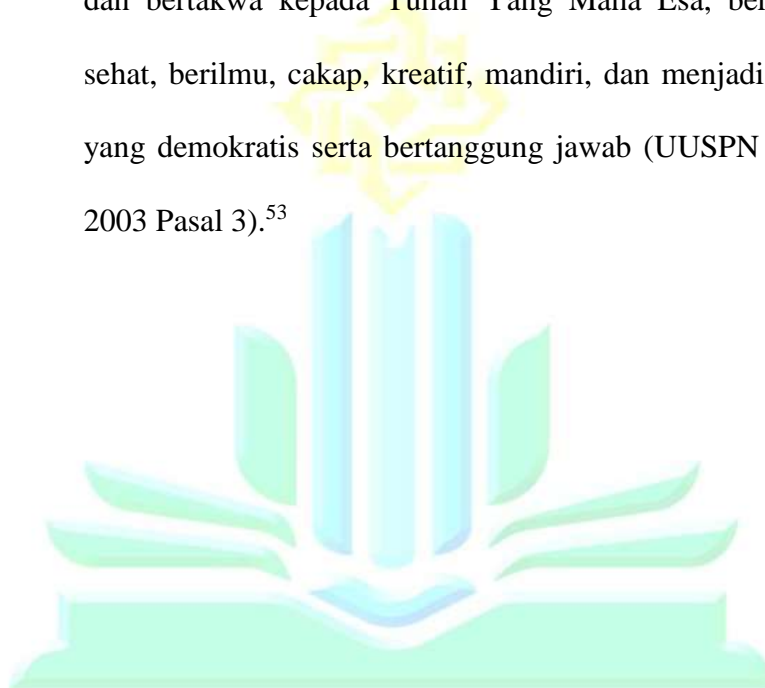 dan bertakwa kepada Tuhan Yang Maha Esa, ber
sehat, berilmu, cakap, kreatif, mandiri, dan menjadi
yang demokratis serta bertanggung jawab (UUSPN
2003 Pasal 3).53